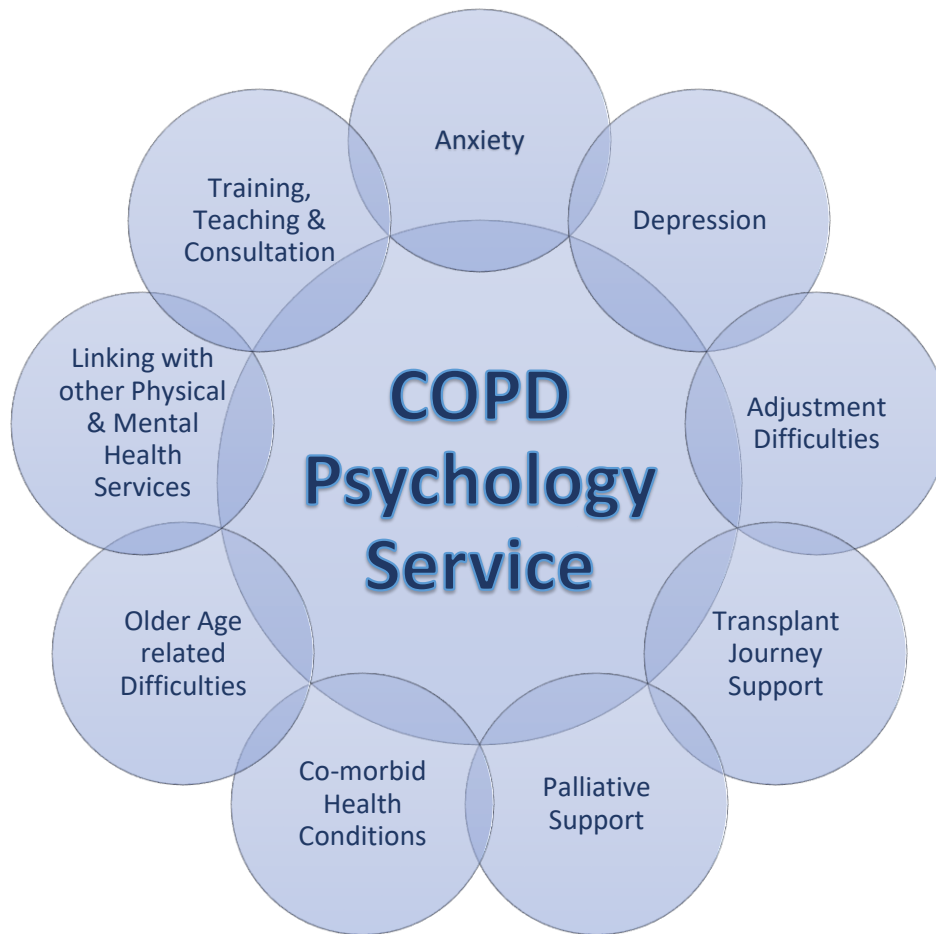 Anxiety
Depression
Adjustment
Difficulties
Transplant
Journey
Support
Palliative
Support
Co-morbid
Health
Conditions
Older Age
related
Difficulties
Linking with
other Physical
& Mental
Health
Services
Training,
Teaching &
Consultation
COPD
Psychology
Service